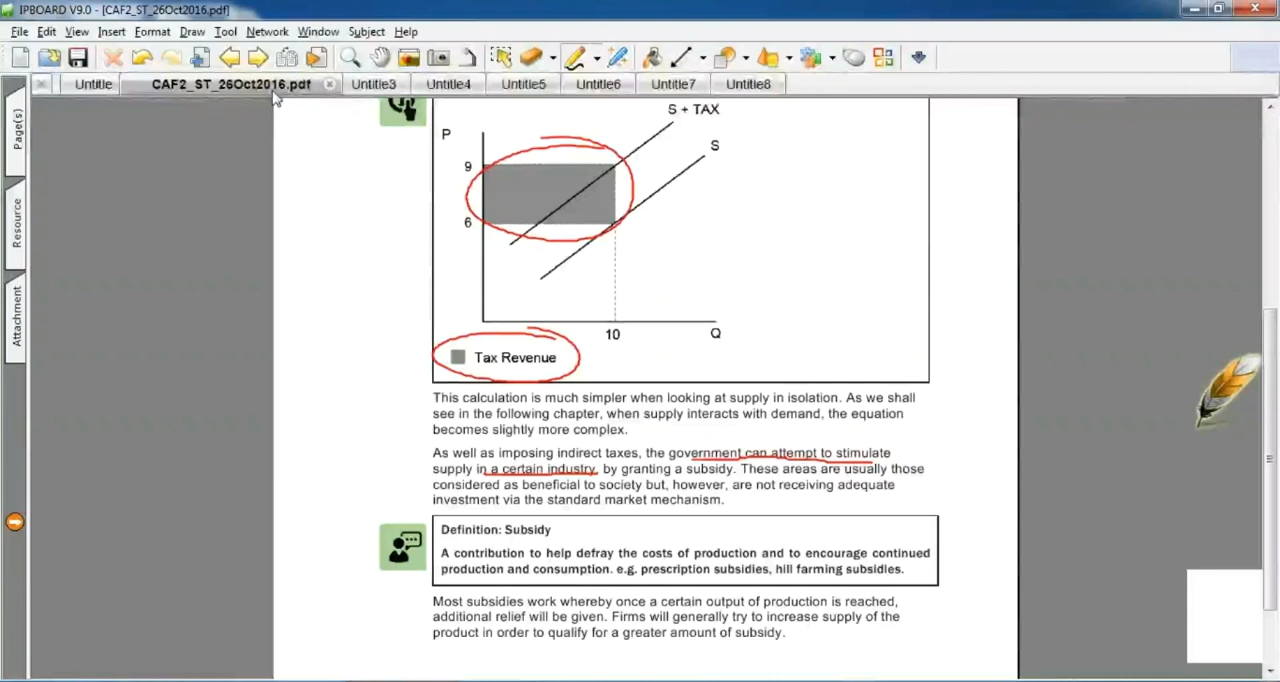 IPBOARD V9.0 - [CAF2_ST_26Oct2016.pdf]
File Edit View Insert Format Draw Tool Network Window Subject Help
Untitle CAF2_ST_26Oct2016.pdf Untitle3 Untitle4 Untitle5 Untitle6 Untitle7 Untitle8
Page(s)
Resource
Attachment
S + TAX
P
S
9
6
10 Q
Tax Revenue
This calculation is much simpler when looking at supply in isolation. As we shall
see in the following chapter, when supply interacts with demand, the equation
becomes slightly more complex.
As well as imposing indirect taxes, the government can attempt to stimulate
supply in a certain industry, by granting a subsidy. These areas are usually those
considered as beneficial to society but, however, are not receiving adequate
investment via the standard market mechanism.
Definition: Subsidy
A contribution to help defray the costs of production and to encourage continued
production and consumption. e.g. prescription subsidies, hill farming subsidies.
Most subsidies work whereby once a certain output of production is reached,
additional relief will be given. Firms will generally try to increase supply of the
product in order to qualify for a greater amount of subsidy.